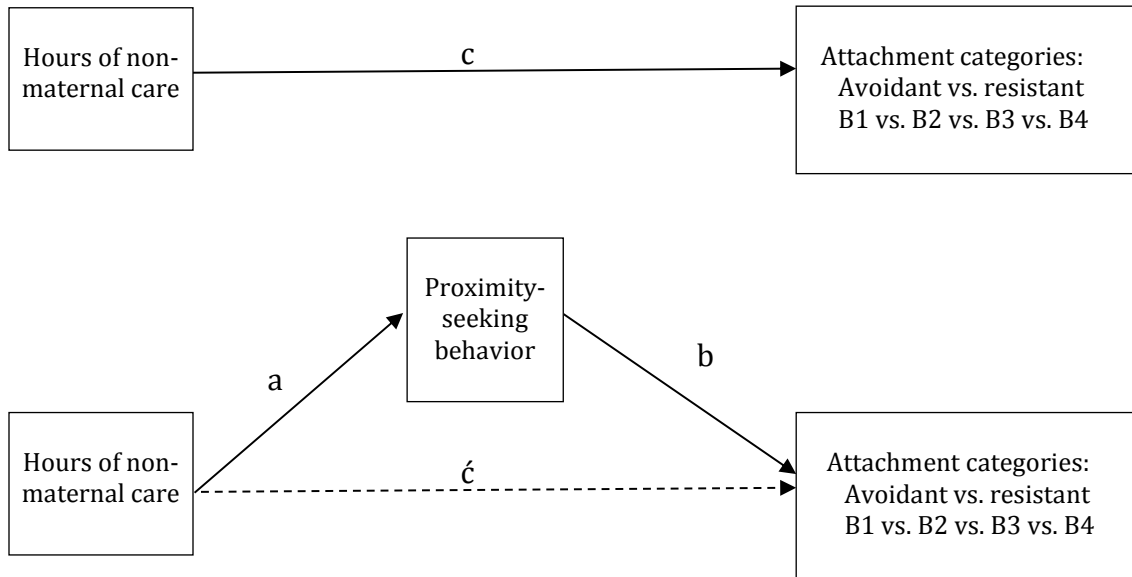 Hours of non-
maternal care
c
Attachment categories:
Avoidant vs. resistant
B1 vs. B2 vs. B3 vs. B4
Proximity-
seeking
behavior
a
b
Hours of non-
maternal care
ć
Attachment categories:
Avoidant vs. resistant
B1 vs. B2 vs. B3 vs. B4